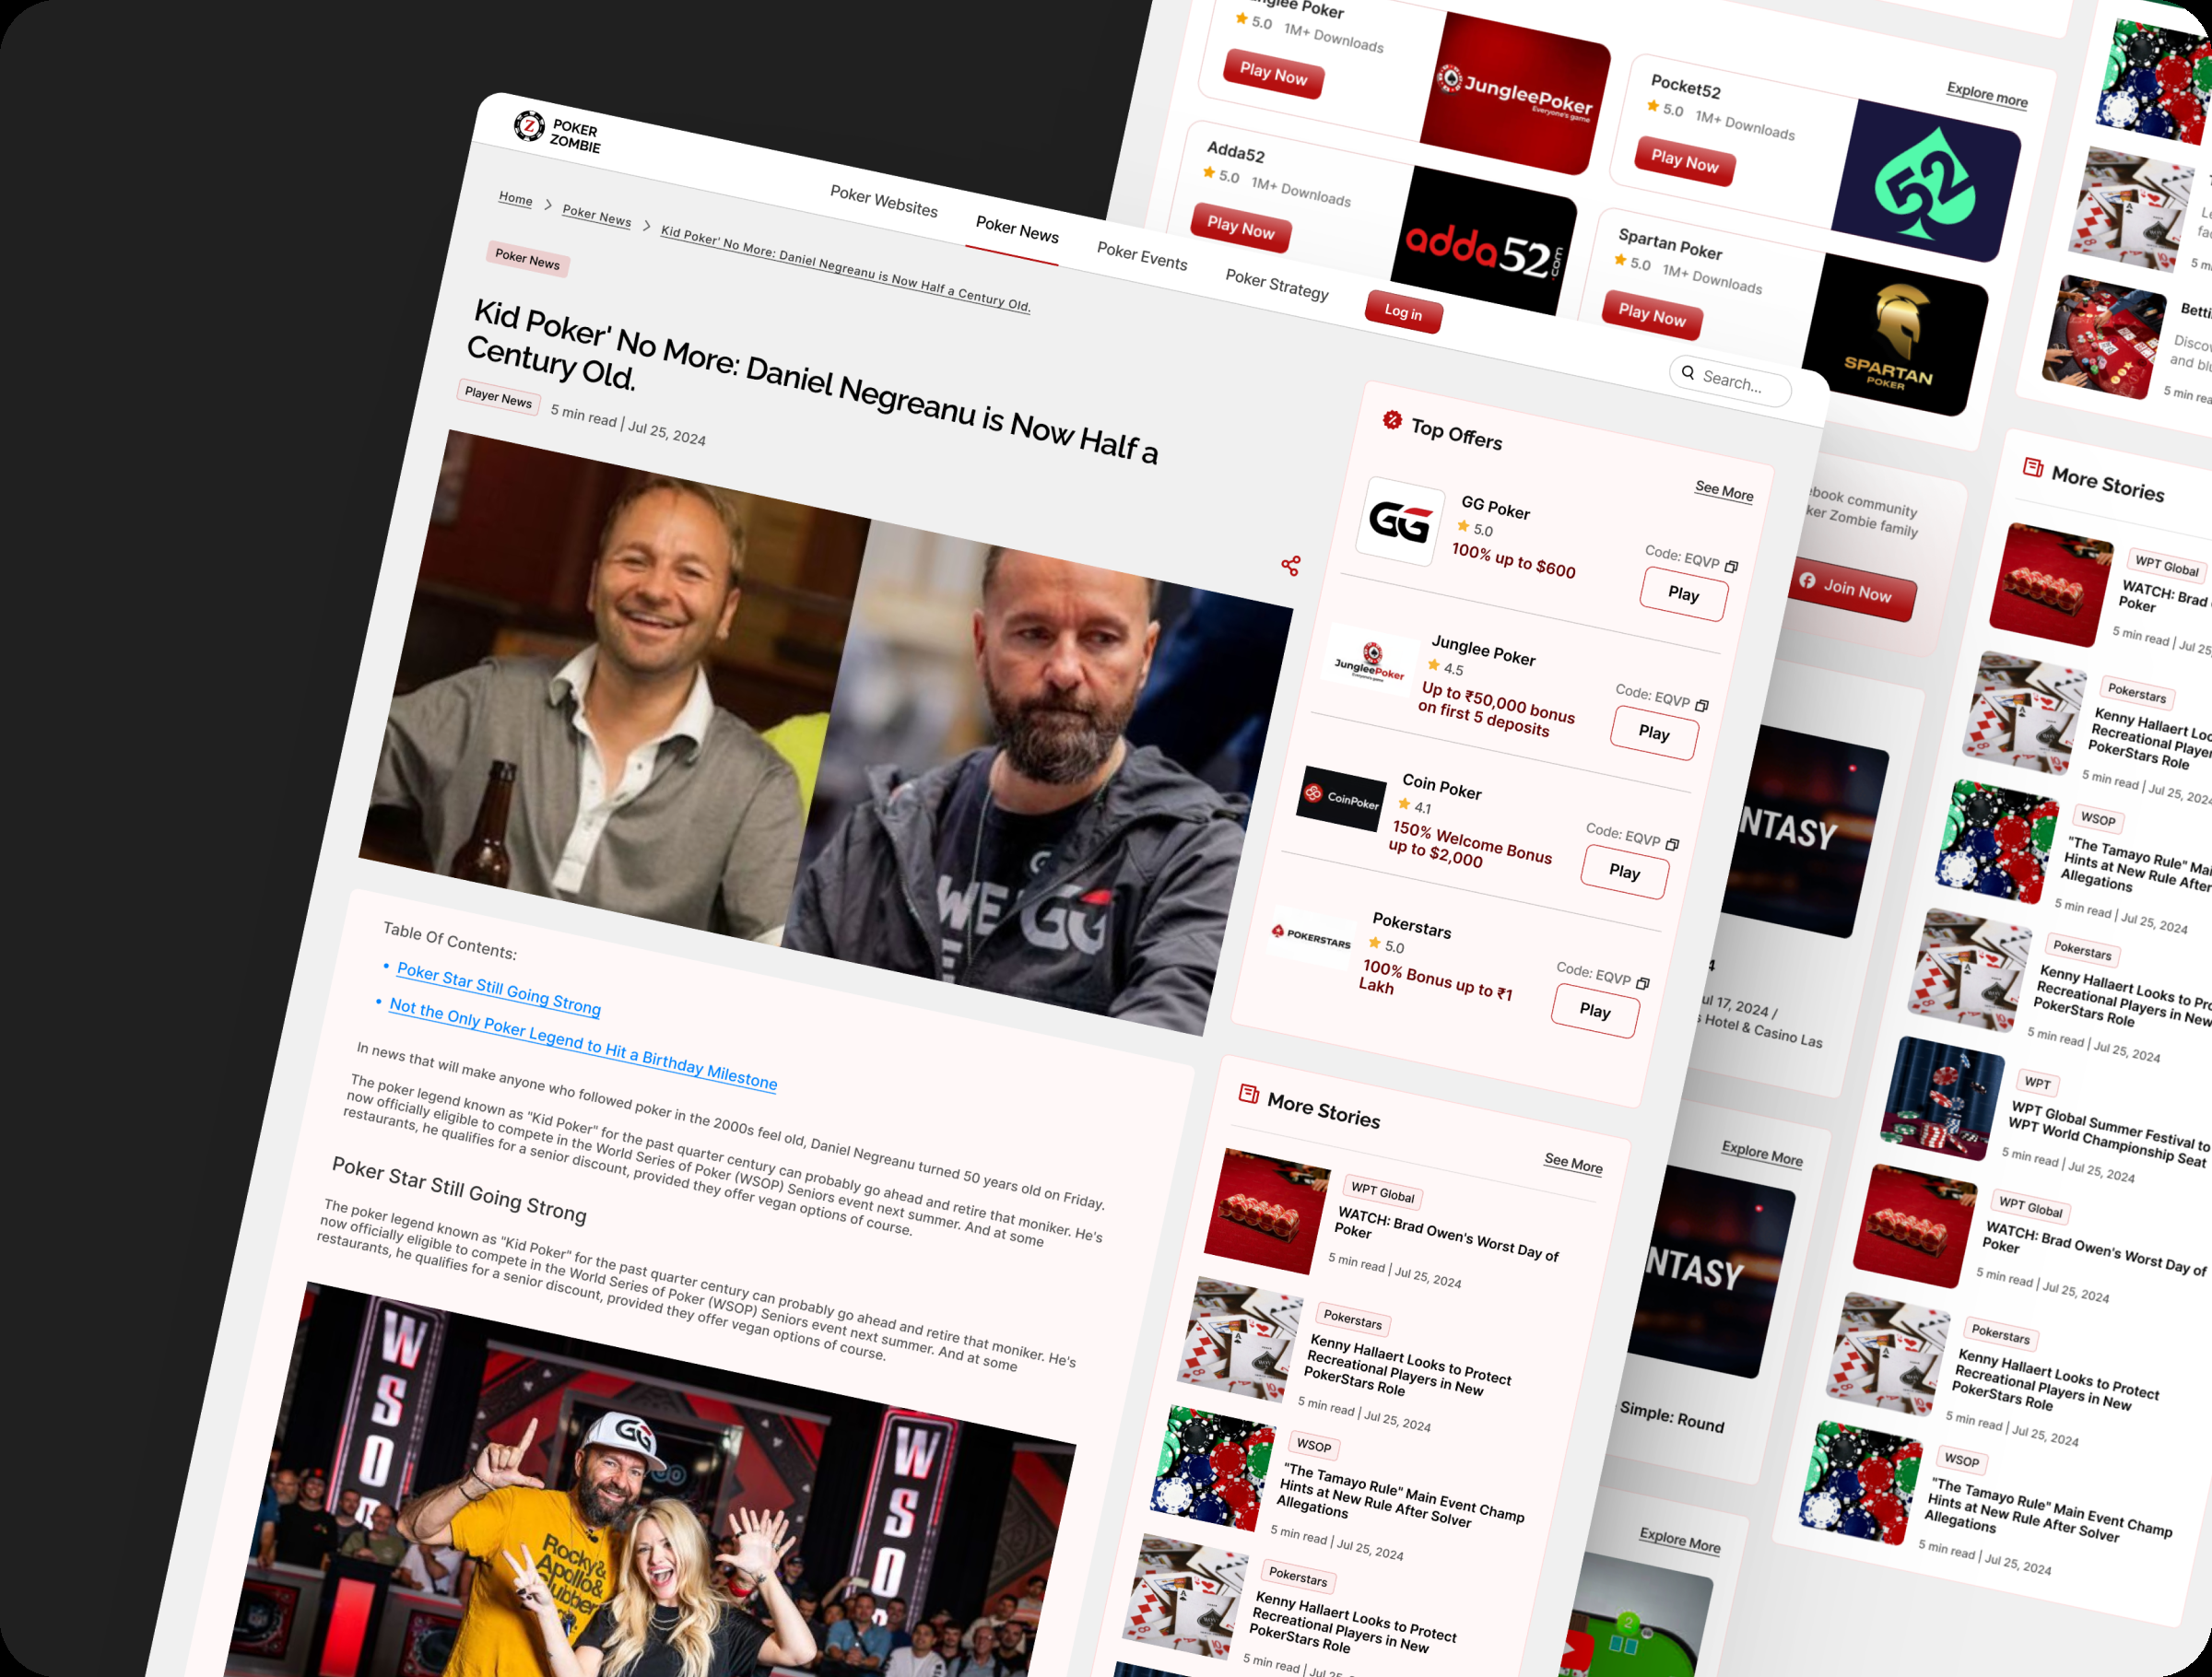 POKER
ZOMBIE
Poker Websites
Poker News
Poker Events
Poker Strategy
Log in
Search...
Home
Poker News
Kid Poker' No More: Daniel Negreanu is Now Half a Century Old.
Poker News
Kid Poker' No More: Daniel Negreanu is Now Half a
Century Old.
Player News
5 min read | Jul 25, 2024
WE GG
Table Of Contents:
• Poker Star Still Going Strong
• Not the Only Poker Legend to Hit a Birthday Milestone
In news that will make anyone who followed poker in the 2000s feel old, Daniel Negreanu turned 50 years old on Friday.
The poker legend known as "Kid Poker" for the past quarter century can probably go ahead and retire that moniker. He's
now officially eligible to compete in the World Series of Poker (WSOP) Seniors event next summer. And at some
restaurants, he qualifies for a senior discount, provided they offer vegan options of course.
Poker Star Still Going Strong
The poker legend known as "Kid Poker" for the past quarter century can probably go ahead and retire that moniker. He's
now officially eligible to compete in the World Series of Poker (WSOP) Seniors event next summer. And at some
restaurants, he qualifies for a senior discount, provided they offer vegan options of course.
WSOP
GG
WSOP
Rocky&
Apollo&
Clubber
Top Offers
See More
GG
GG Poker
5.0
100% up to $600
Code: EQVP
Play
JungleePoker
Everyone's game
Junglee Poker
4.5
Up to ₹50,000 bonus
on first 5 deposits
Code: EQVP
Play
CoinPoker
Coin Poker
4.1
150% Welcome Bonus
up to $2,000
Code: EQVP
Play
POKERSTARS
Pokerstars
5.0
100% Bonus up to ₹1
Lakh
Code: EQVP
Play
More Stories
See More
WPT Global
WATCH: Brad Owen's Worst Day of
Poker
5 min read | Jul 25, 2024
Pokerstars
Kenny Hallaert Looks to Protect
Recreational Players in New
PokerStars Role
5 min read | Jul 25, 2024
WSOP
"The Tamayo Rule" Main Event Champ
Hints at New Rule After Solver
Allegations
5 min read | Jul 25, 2024
Pokerstars
Kenny Hallaert Looks to Protect
Recreational Players in New
PokerStars Role
5 min read | Jul 25
Poker
5.0 1M+ Downloads
Play Now
JungleePoker
Everyone's game
Explore more
Pocket52
5.0 1M+ Downloads
Play Now
52
Adda52
5.0 1M+ Downloads
Play Now
adda52.com
Spartan Poker
5.0 1M+ Downloads
Play Now
SPARTAN
POKER
community
Zombie family
Join Now
NTASY
Jul 17, 2024 /
Hotel & Casino Las
Explore More
NTASY
Simple: Round
Explore More
2
5 m
Betti
Disco
and bl
5 min rea
More Stories
WPT Global
WATCH: Brad
Poker
5 min read | Jul 25
Pokerstars
Kenny Hallaert Loo
Recreational Player
PokerStars Role
5 min read | Jul 25, 2024
WSOP
"The Tamayo Rule" Mai
Hints at New Rule After
Allegations
5 min read | Jul 25, 2024
Pokerstars
Kenny Hallaert Looks to Pro
Recreational Players in New
PokerStars Role
5 min read | Jul 25, 2024
WPT
WPT Global Summer Festival to
WPT World Championship Seat
5 min read | Jul 25, 2024
WPT Global
WATCH: Brad Owen's Worst Day of
Poker
5 min read | Jul 25, 2024
Pokerstars
Kenny Hallaert Looks to Protect
Recreational Players in New
PokerStars Role
5 min read | Jul 25, 2024
WSOP
"The Tamayo Rule" Main Event Champ
Hints at New Rule After Solver
Allegations
5 min read | Jul 25, 2024